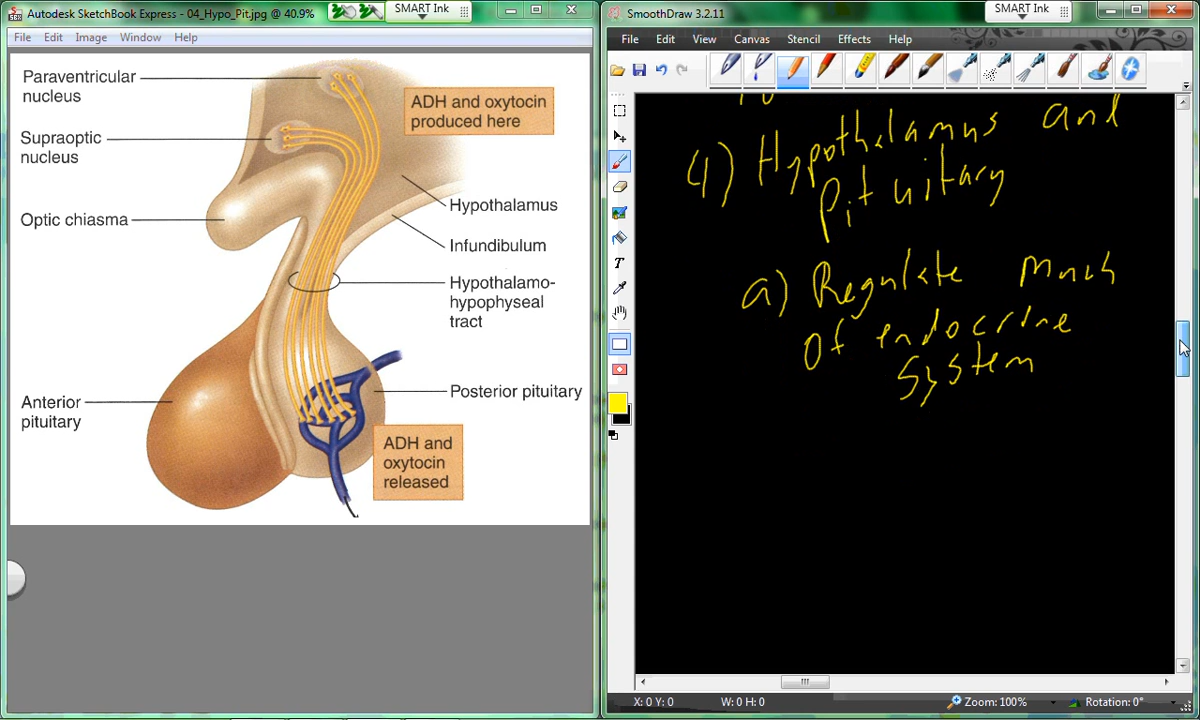 Autodesk SketchBook Express - 04_Hypo_Pit.jpg @ 40.9%
SMART Ink
File Edit Image Window Help
Paraventricular
nucleus
Supraoptic
nucleus
Optic chiasma
Anterior
pituitary
ADH and oxytocin
produced here
Hypothalamus
Infundibulum
Hypothalamo-
hypophyseal
tract
Posterior pituitary
ADH and
oxytocin
released
SmoothDraw 3.2.11
SMART Ink
File Edit View Canvas Stencil Effects Help
4) Hypothalamus and
Pituitary
a) Regulate Much
Of endocrine
System
X: 0 Y: 0 W: 0 H: 0 Zoom: 100% Rotation: 0°